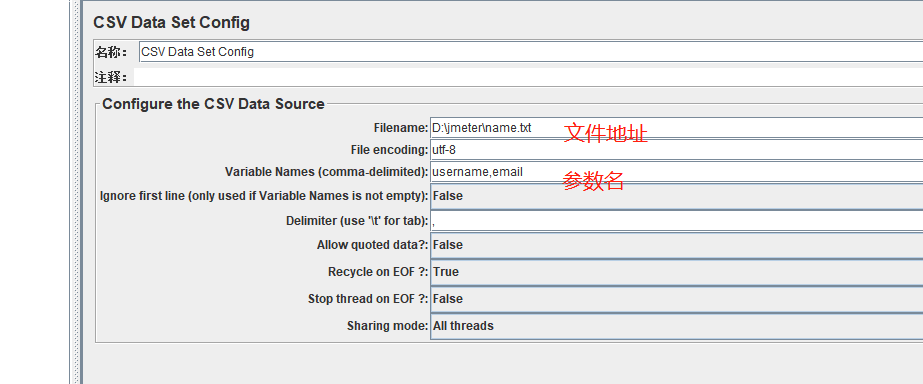 CSV Data Set Config
名称： CSV Data Set Config
注释：
Configure the CSV Data Source
Filename: D:\jmeter\name.txt 文件地址
File encoding: utf-8
Variable Names (comma-delimited): username,email 参数名
Ignore first line (only used if Variable Names is not empty): False
Delimiter (use '\t' for tab): ,
Allow quoted data?: False
Recycle on EOF ?: True
Stop thread on EOF ?: False
Sharing mode: All threads